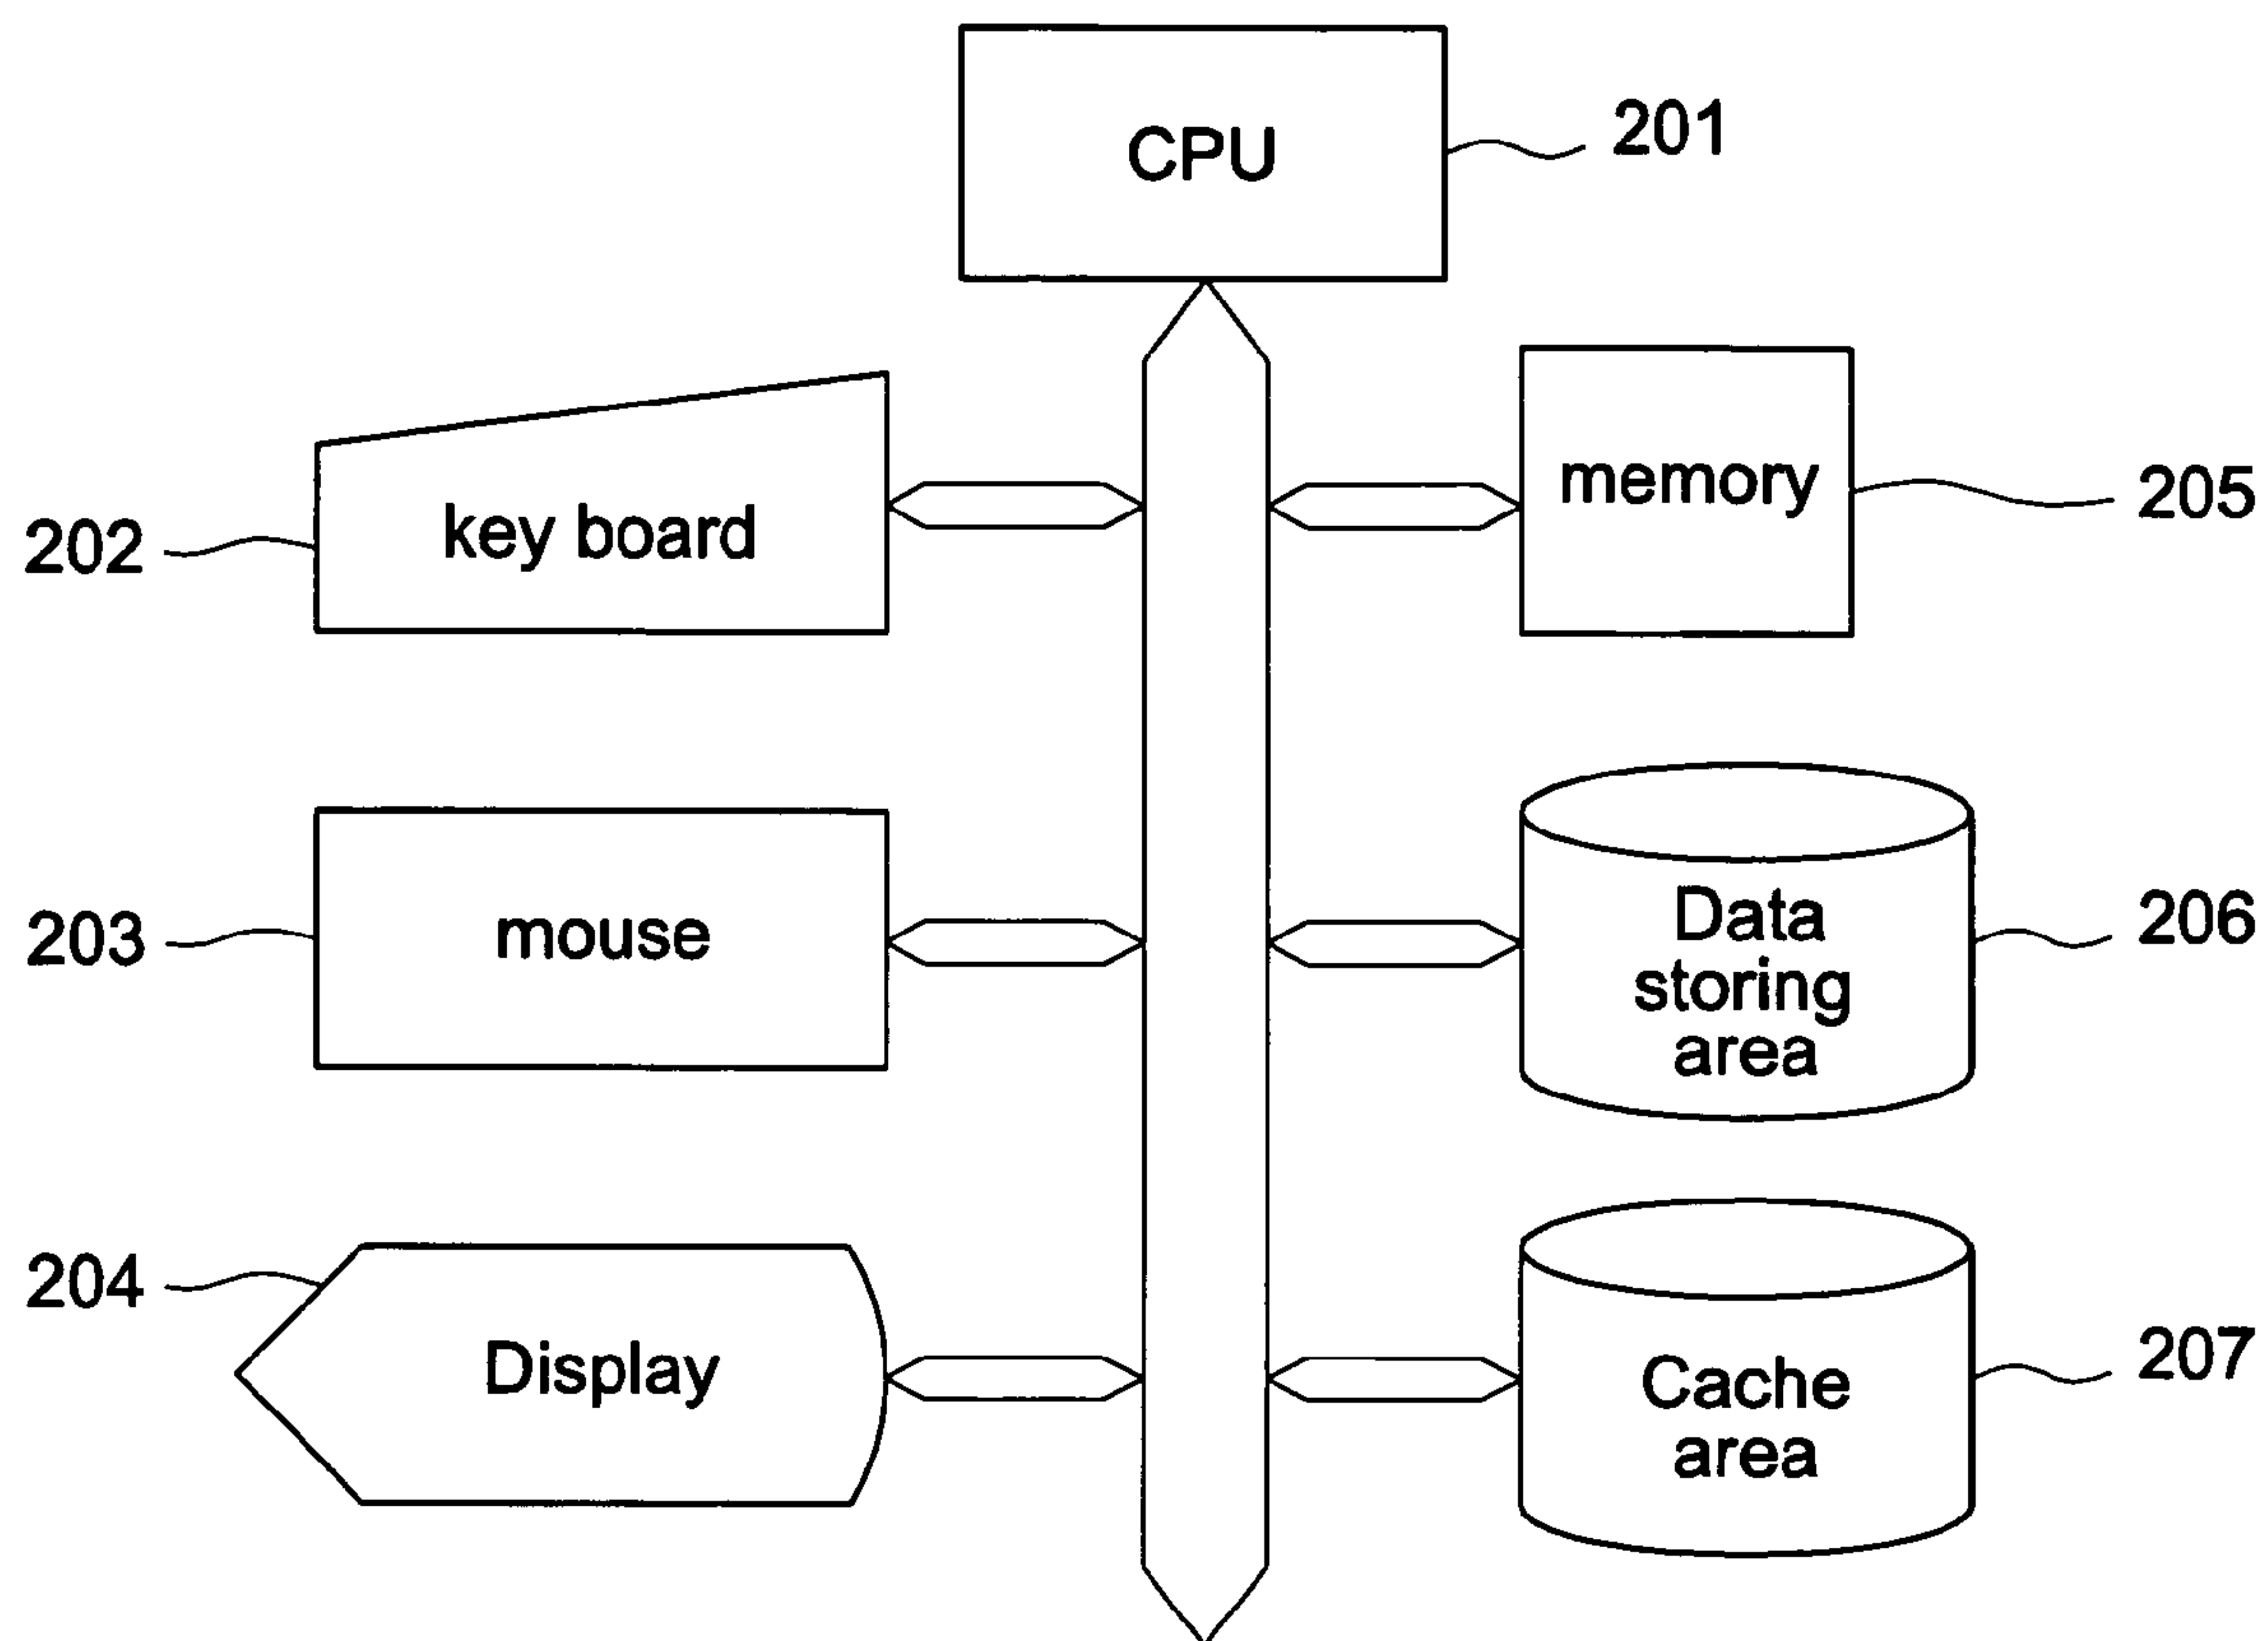 CPU
201
key board
202
memory
205
mouse
203
Data
storing
area
206
204
Display
Cache
area
207